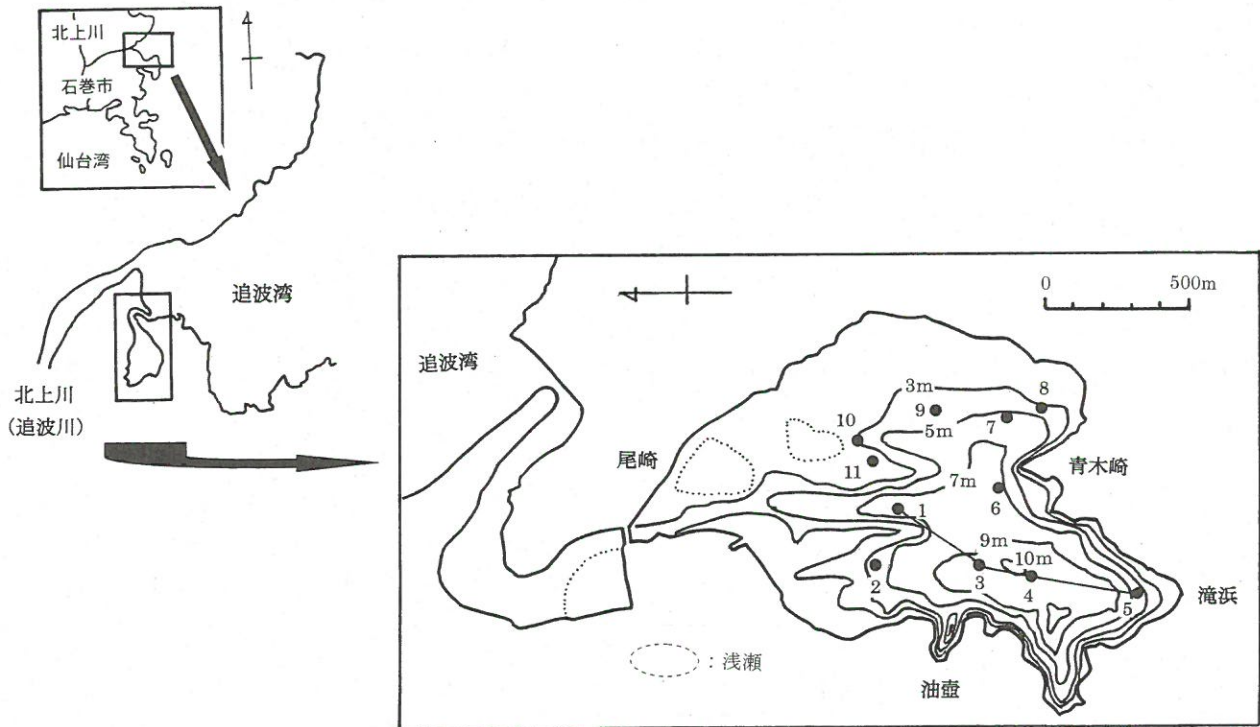 北上川
石巻市
仙台湾
追波湾
北上川
(追波川)
追波湾
尾崎
0 500m
3m
8
9
7
10
5m
11
青木崎
7m
6
1
9m
10m
2
3
4
5
滝浜
:浅瀬
油壺